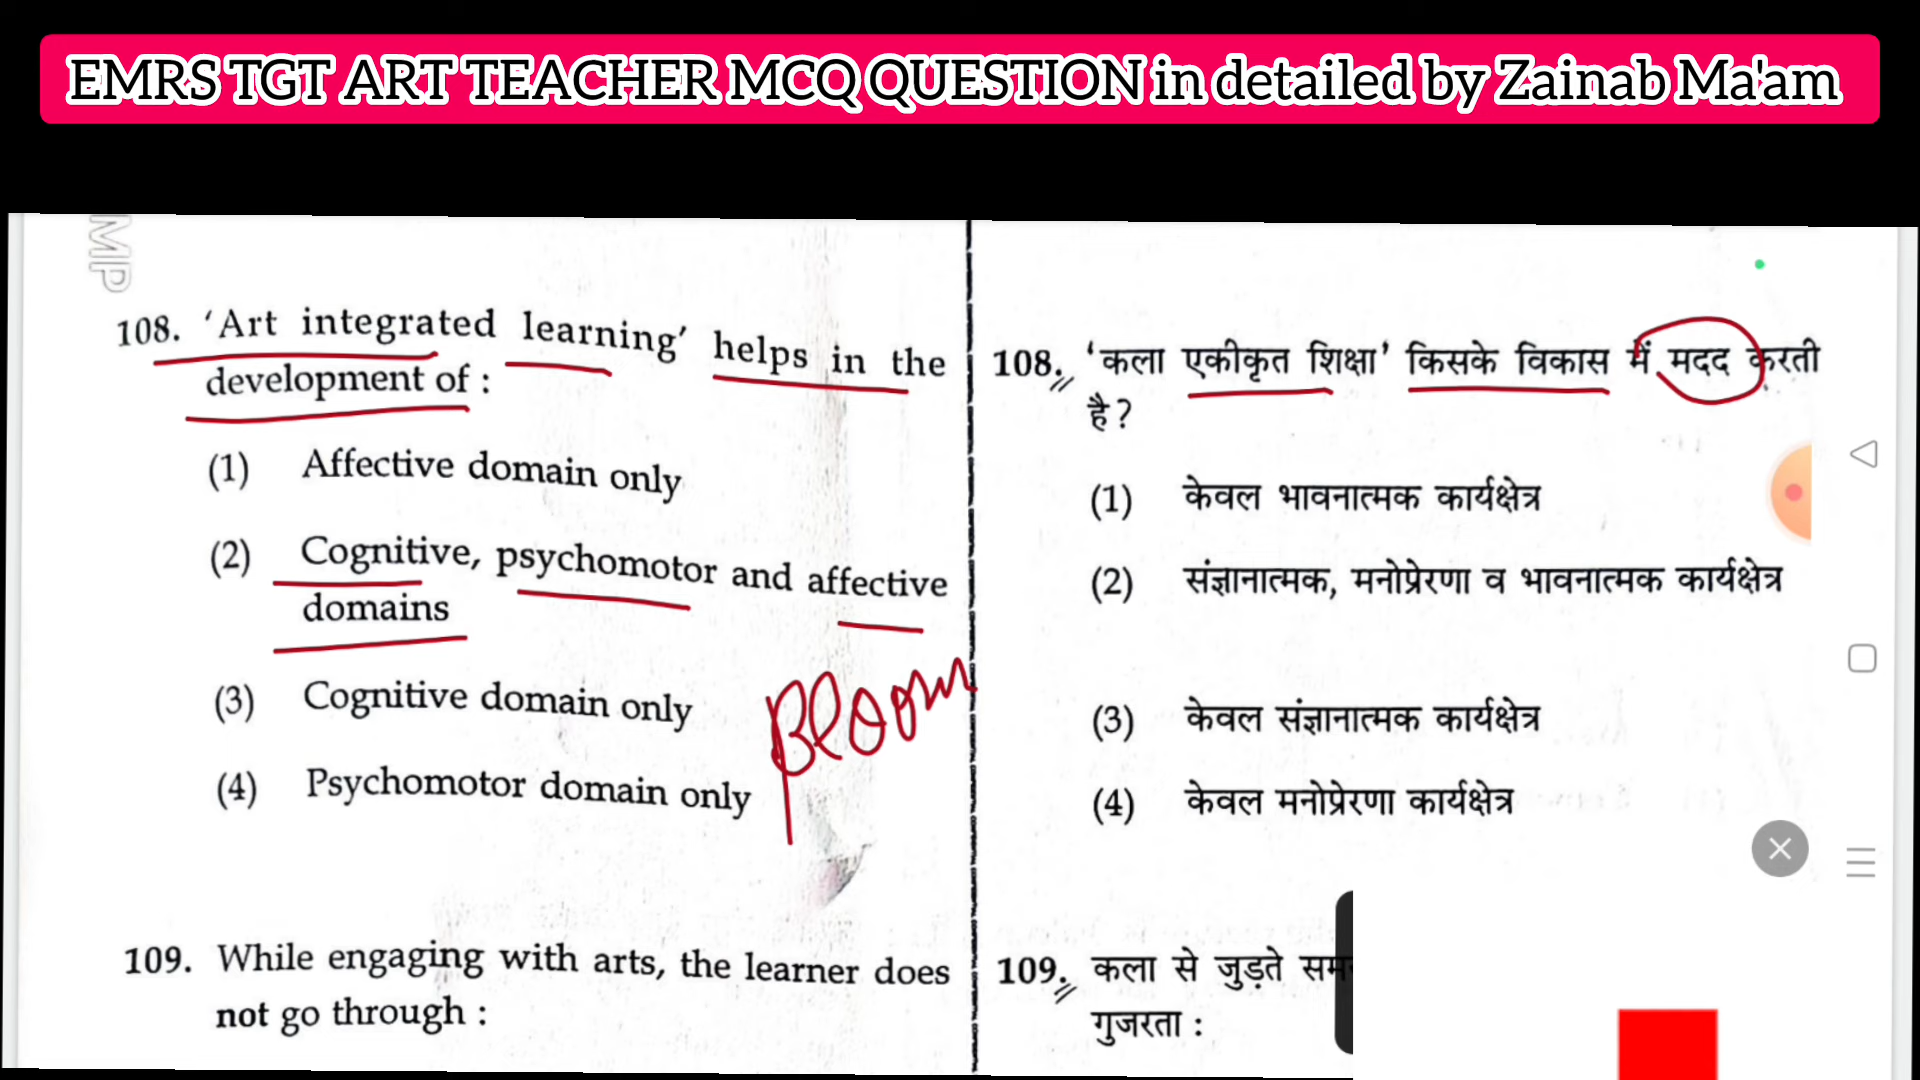 EMRS TGT ART TEACHER MCQ QUESTION in detailed by Zainab Ma'am
MP
108. ‘Art integrated learning’ helps in the
development of :
(1) Affective domain only
(2) Cognitive, psychomotor and affective
domains
(3) Cognitive domain only
(4) Psychomotor domain only
Bloom
109. While engaging with arts, the learner does
not go through :
108. ‘कला एकीकृत शिक्षा’ किसके विकास में मदद करती
है ?
(1) केवल भावनात्मक कार्यक्षेत्र
(2) संज्ञानात्मक, मनोप्रेरणा व भावनात्मक कार्यक्षेत्र
(3) केवल संज्ञानात्मक कार्यक्षेत्र
(4) केवल मनोप्रेरणा कार्यक्षेत्र
109. कला से जुड़ते
गुजरता :